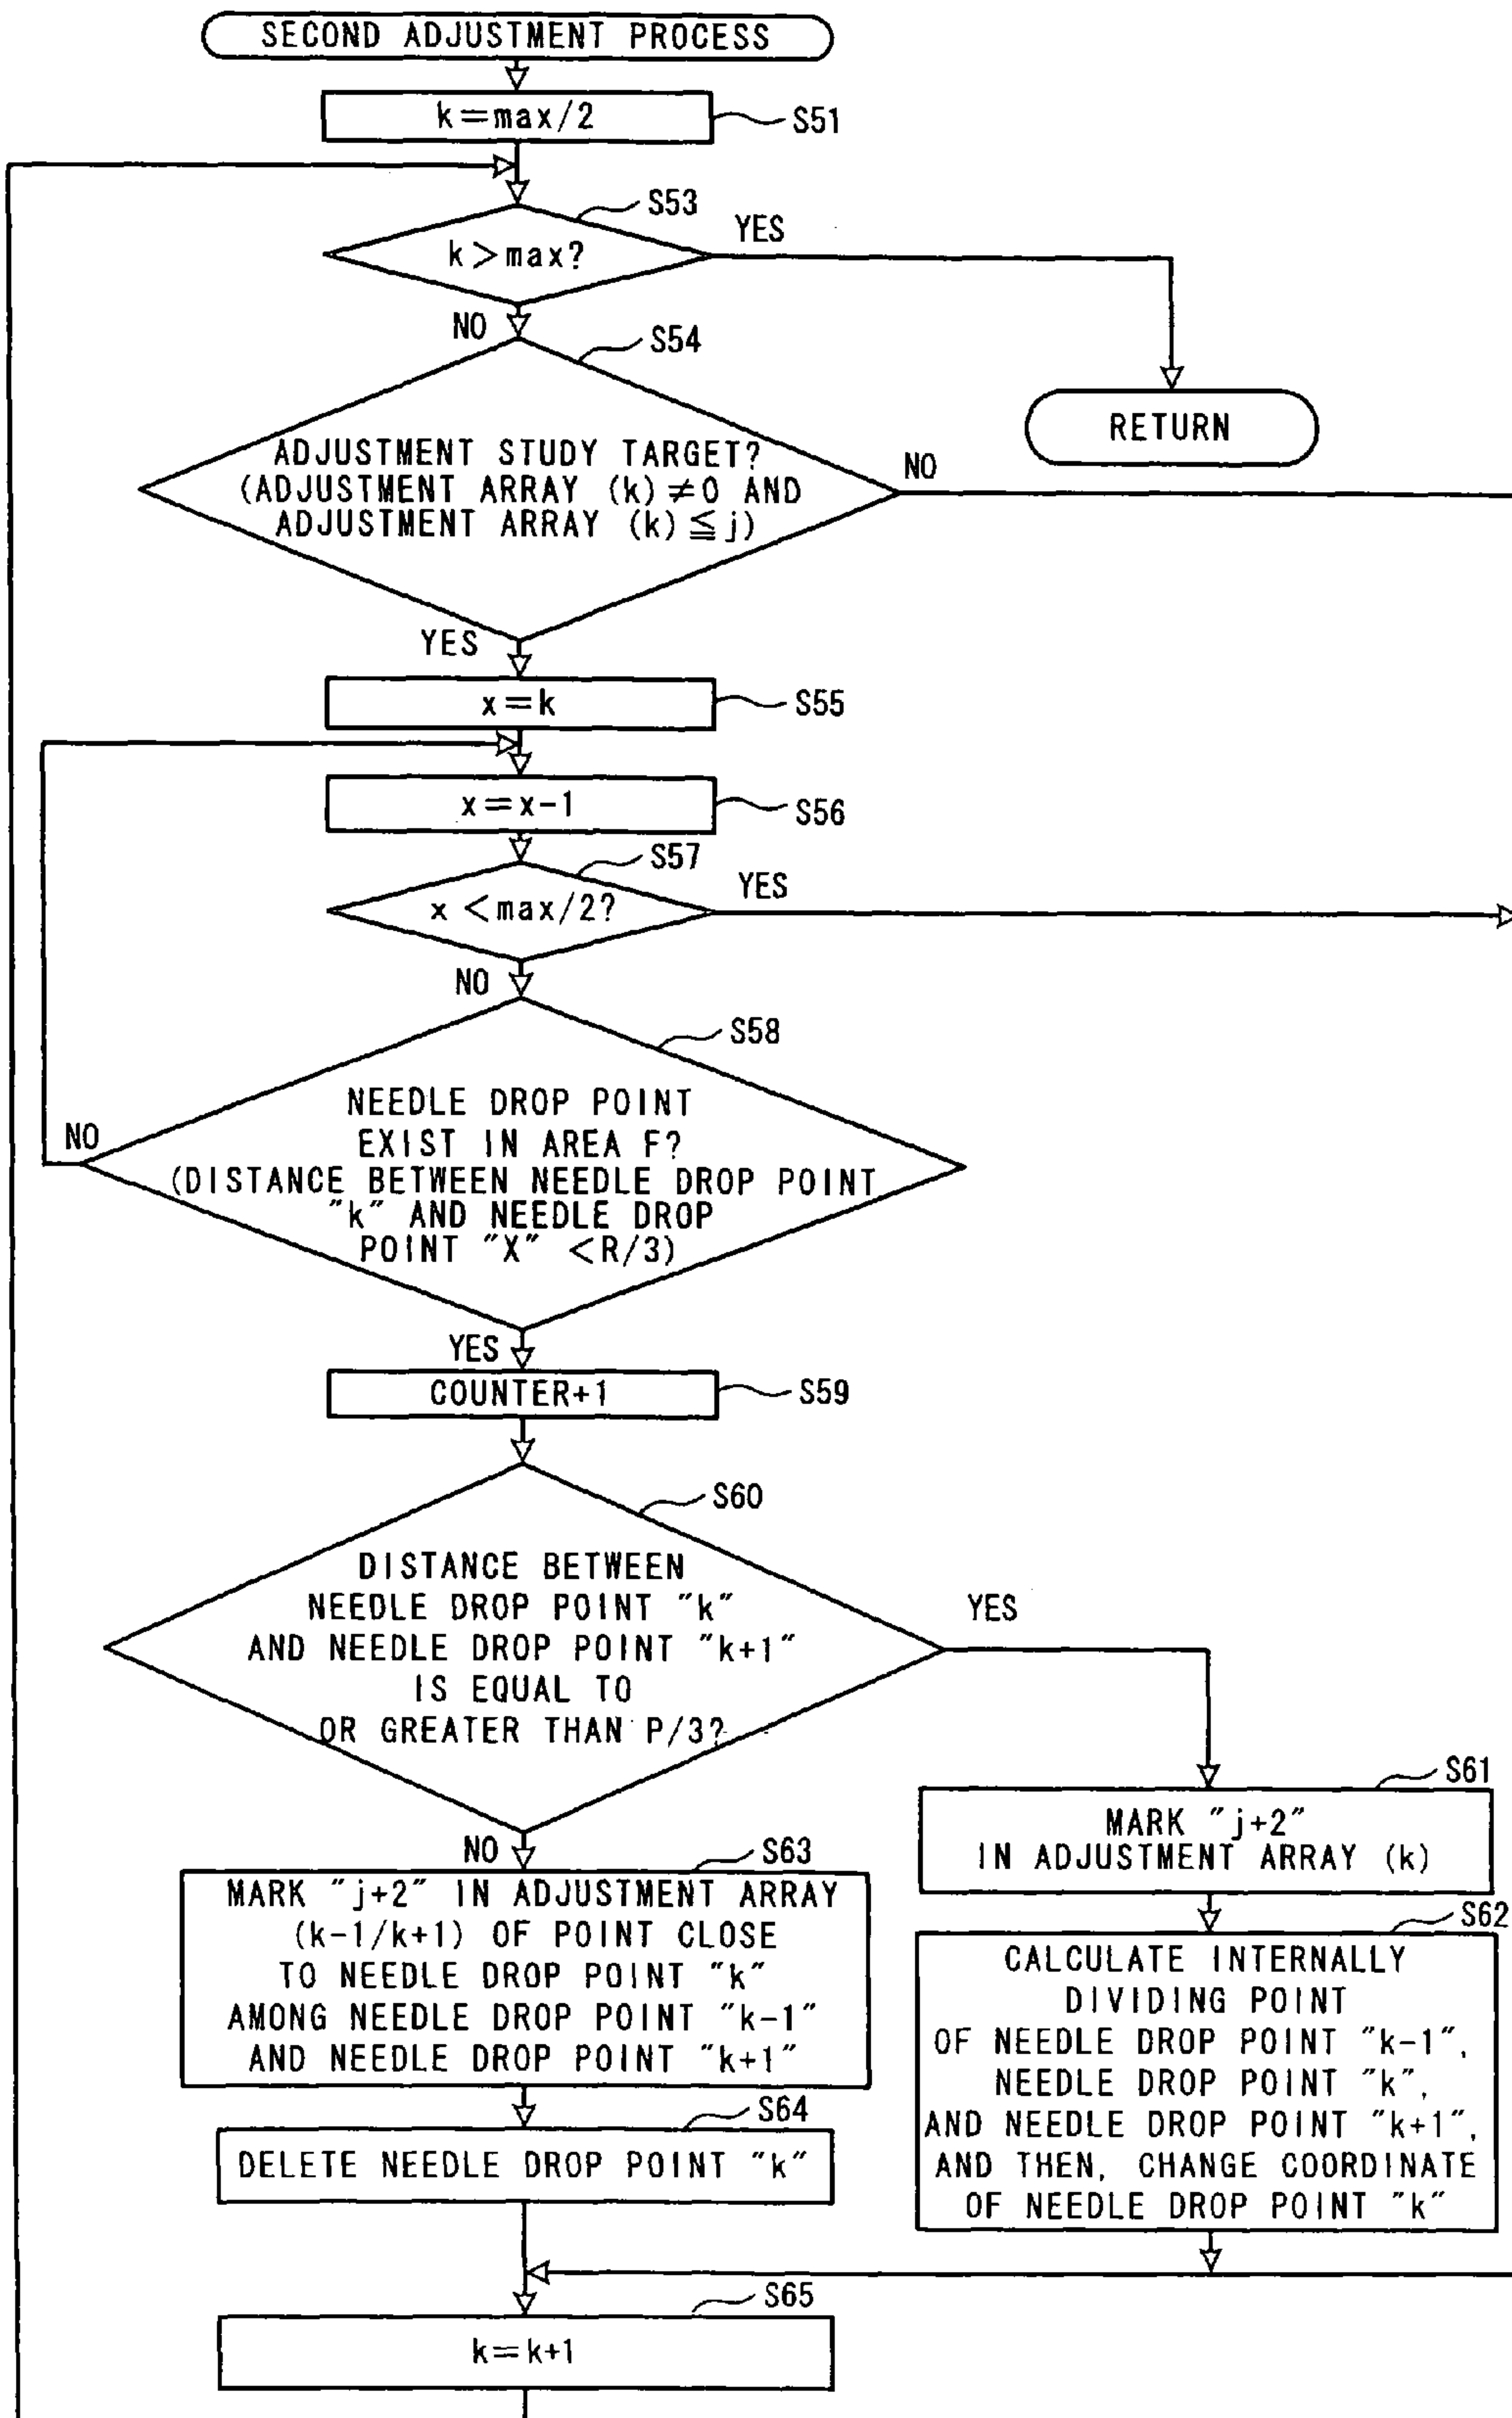 SECOND ADJUSTMENT PROCESS
k=max/2
S51
S53
YES
k>max?
NO
S54
RETURN
ADJUSTMENT STUDY TARGET?
(ADJUSTMENT ARRAY (k)≠0 AND
ADJUSTMENT ARRAY (k)≦j)
NO
YES
x=k
S55
x=x-1
S56
S57
YES
x <max/2?
NO
S58
NEEDLE DROP POINT
EXIST IN AREA F?
(DISTANCE BETWEEN NEEDLE DROP POINT
"k" AND NEEDLE DROP
POINT "X" <R/3)
NO
YES
COUNTER+1
S59
S60
DISTANCE BETWEEN
NEEDLE DROP POINT "k"
AND NEEDLE DROP POINT "k+1"
IS EQUAL TO
OR GREATER THAN P/3?
YES
S61
MARK "j+2"
IN ADJUSTMENT ARRAY (k)
NO
S63
MARK "j+2" IN ADJUSTMENT ARRAY
(k-1/k+1) OF POINT CLOSE
TO NEEDLE DROP POINT "k"
AMONG NEEDLE DROP POINT "k-1"
AND NEEDLE DROP POINT "k+1"
S62
CALCULATE INTERNALLY
DIVIDING POINT
OF NEEDLE DROP POINT "k-1",
NEEDLE DROP POINT "k",
AND NEEDLE DROP POINT "k+1",
AND THEN, CHANGE COORDINATE
OF NEEDLE DROP POINT "k"
S64
DELETE NEEDLE DROP POINT "k"
S65
k=k+1